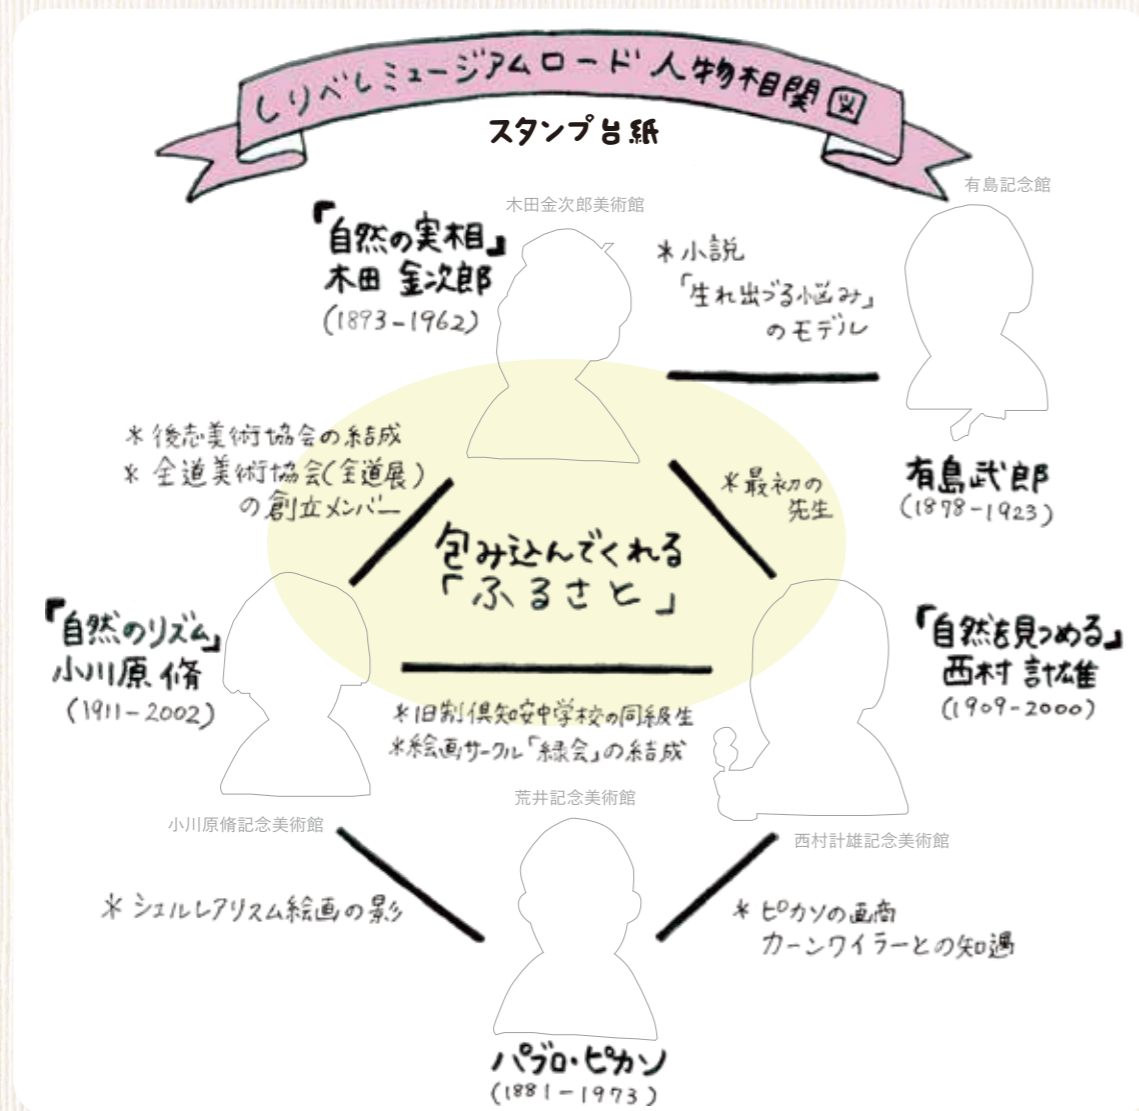 しりべしミュージアムロード 人物相関図
スタンプ台紙
有島記念館
木田金次郎美術館
『自然の実相』
木田 金次郎
(1893-1962)
*小説
「生れ出づる悩み」
のモデル
有島武郎
(1878-1923)
*後志美術協会の結成
*全道美術協会(全道展)
の創立メンバー
*最初の
先生
包み込んでくれる
「ふるさと」
『自然のリズム』
小川原 脩
(1911-2002)
『自然を見つめる』
西村 計雄
(1909-2000)
*旧制倶知安中学校の同級生
*絵画サークル「緑会」の結成
荒井記念美術館
小川原脩記念美術館
西村計雄記念美術館
*シュルレアリスム絵画の影
*ピカソの画商
カーンワイラーとの知遇
パブロ・ピカソ
(1881-1973)